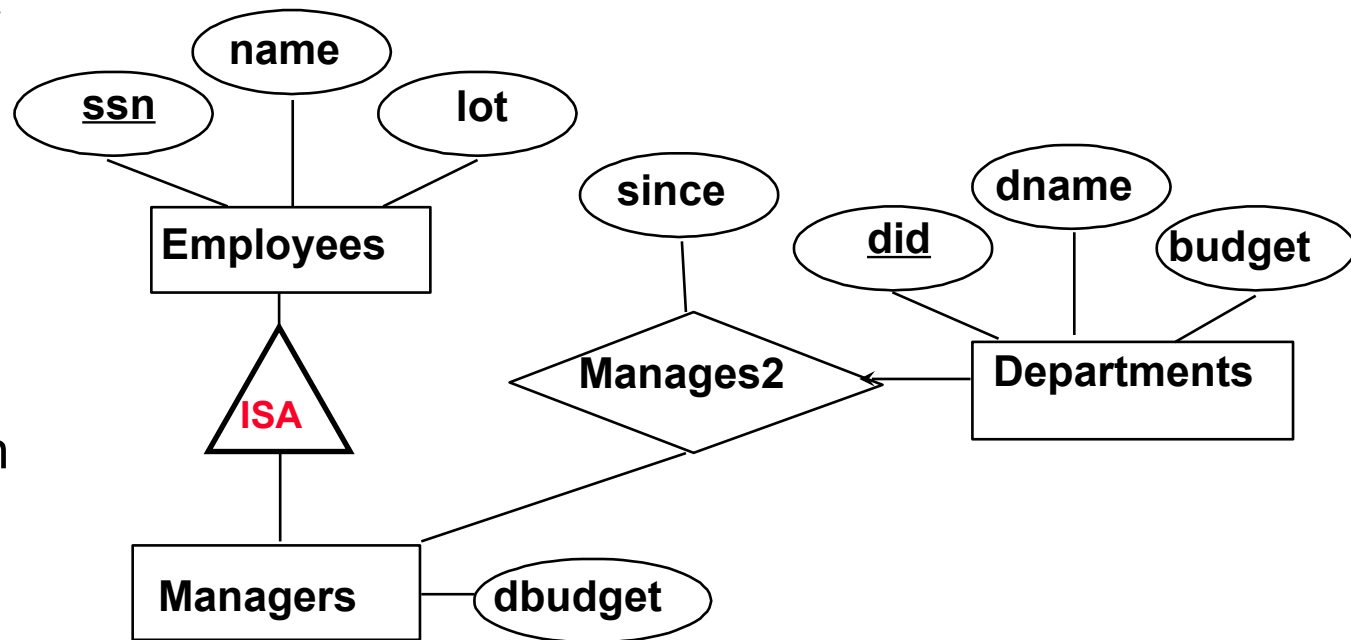 name
ssn
lot
since
dname
did
budget
Employees
Manages2
Departments
ISA
Managers
dbudget